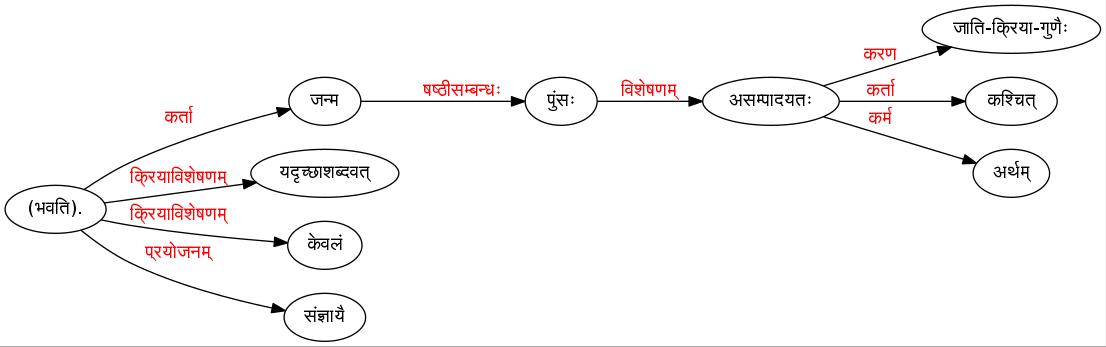 जाति-क्रिया-गुणैः
करण
जन्म
षष्ठीसम्बन्धः
पुंसः
विशेषणम्
असम्पादयतः
कर्ता
कश्चित्
कर्ता
कर्म
यदृच्छाशब्दवत्
क्रियाविशेषणम्
अर्थम्
(भवति).
क्रियाविशेषणम्
केवलं
प्रयोजनम्
संज्ञायै